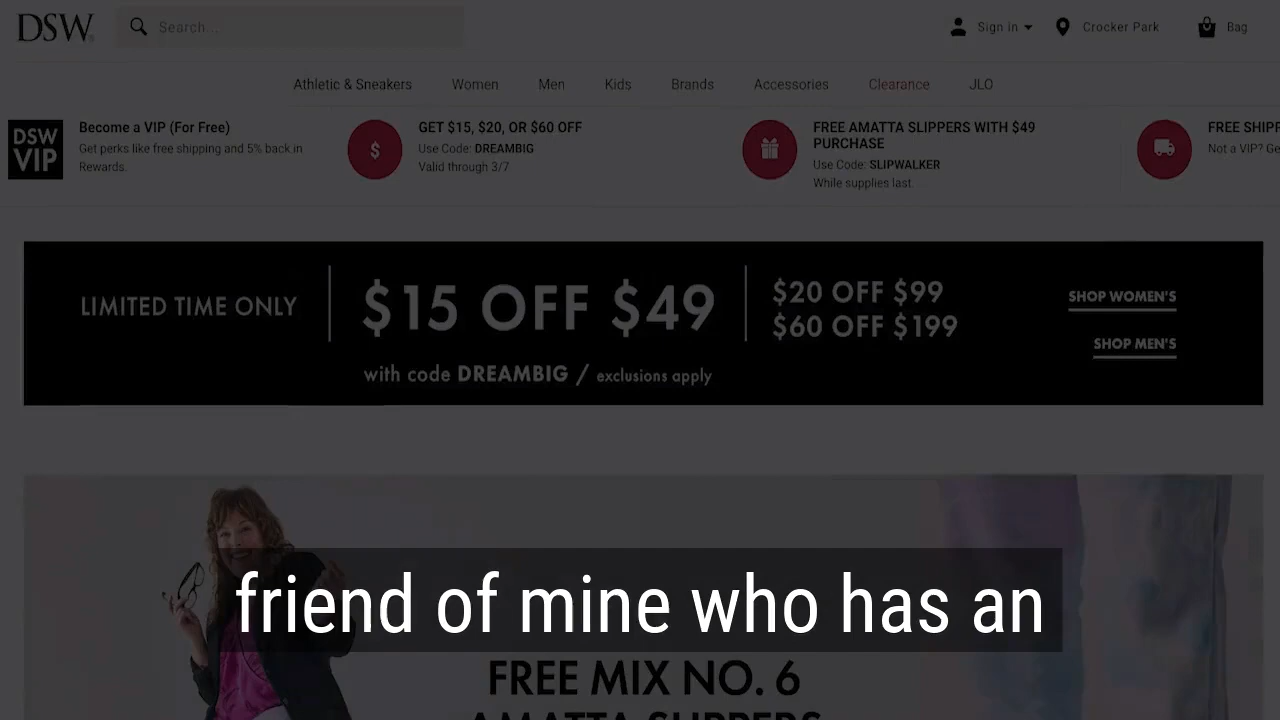 DSW
Search...
Sign in
Crocker Park
Bag
Athletic & Sneakers
Women
Men
Kids
Brands
Accessories
Clearance
JLO
DSW
VIP
Become a VIP (For Free)
Get perks like free shipping and 5% back in
Rewards.
$
GET $15, $20, OR $60 OFF
Use Code: DREAMBIG
Valid through 3/7
FREE AMATTA SLIPPERS WITH $49
PURCHASE
Use Code: SLIPWALKER
While supplies last.
FREE SHIPP
Not a VIP? Ge
LIMITED TIME ONLY
$15 OFF $49
with code DREAMBIG / exclusions apply
$20 OFF $99
$60 OFF $199
SHOP WOMEN'S
SHOP MEN'S
friend of mine who has an
FREE MIX NO. 6
AMATTA SLIPPERS